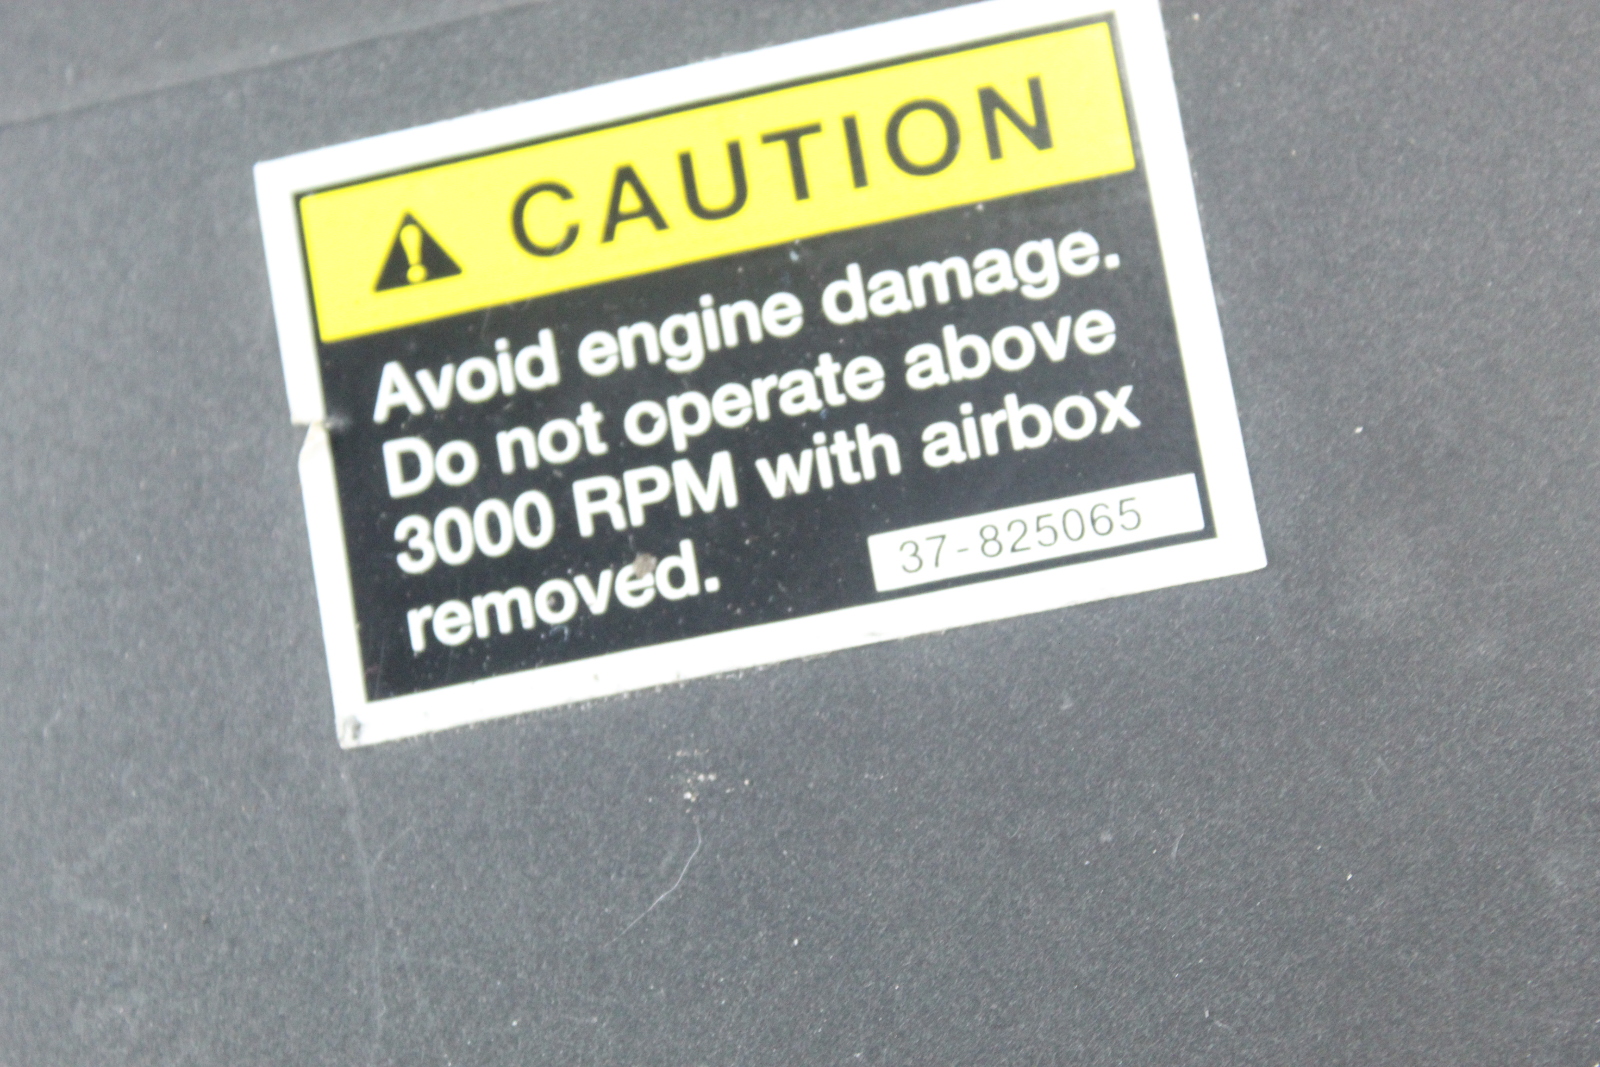 CAUTION
Avoid engine damage.
Do not operate above
3000 RPM with airbox
removed.
37-825065